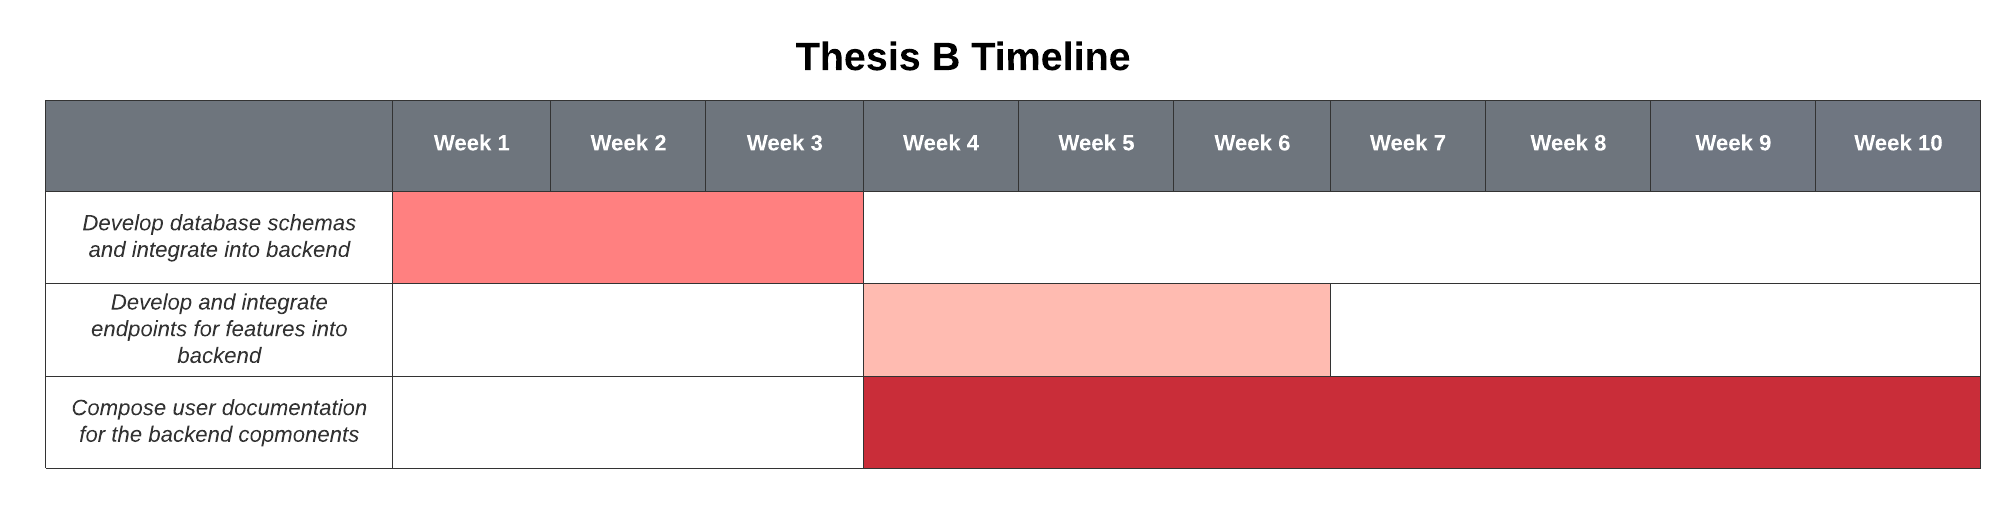 Thesis B Timeline
Week 1 Week 2 Week 3 Week 4 Week 5 Week 6 Week 7 Week 8 Week 9 Week 10
Develop database schemas
and integrate into backend
Develop and integrate
endpoints for features into
backend
Compose user documentation
for the backend copmonents